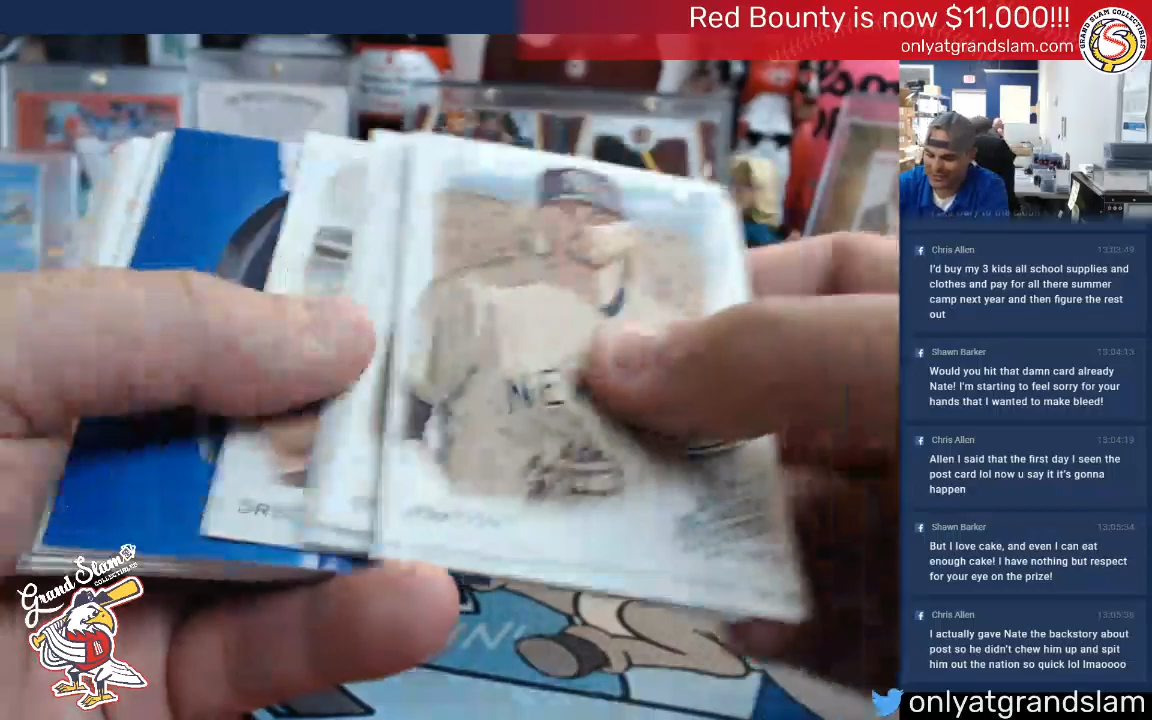 Red Bounty is now $11,000!!!
onlyatgrandslam.com
GRAND SLAM COLLECTIBLES
Chris Allen 13:03:49
I'd buy my 3 kids all school supplies and
clothes and pay for all there summer
camp next year and then figure the rest
out
Shawn Barker 13:04:13
Would you hit that damn card already
Nate! I'm starting to feel sorry for your
hands that I wanted to make bleed!
Chris Allen 13:04:19
Allen I said that the first day I seen the
post card lol now u say it it's gonna
happen
Shawn Barker 13:05:34
But I love cake, and even I can eat
enough cake! I have nothing but respect
for your eye on the prize!
Chris Allen 13:05:36
I actually gave Nate the backstory about
post so he didn't chew him up and spit
him out the nation so quick lol lmaoooo
NE
Grand Slam
COLLECTIBLES
onlyatgrandslam